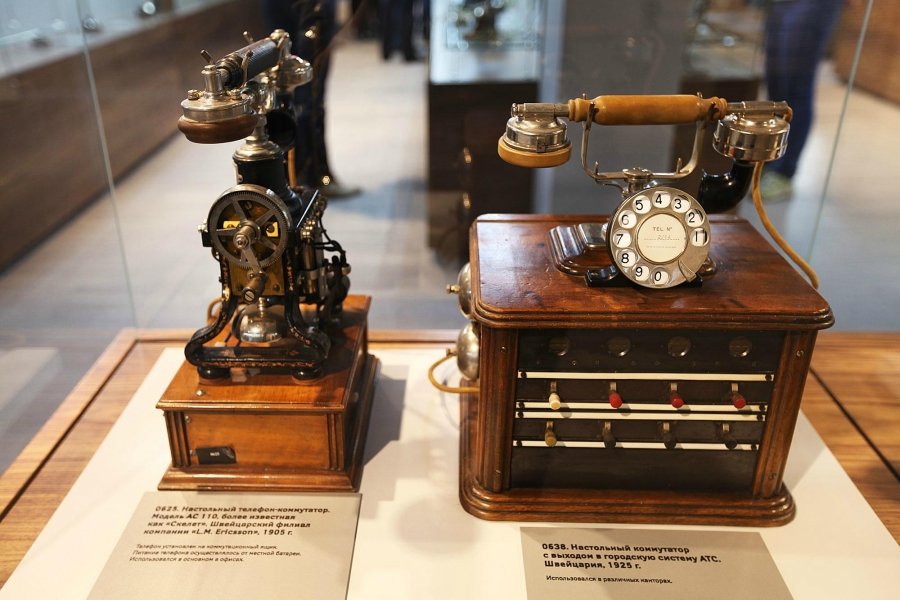 0625. Настольный телефон-коммутатор.
Модель АС 110, более известная
как «Скелет». Швейцарский филиал
компании «L.M. Ericsson», 1905 г.
Телефон установлен на коммутационный ящик.
Питание телефона осуществлялось от местной батареи.
Использовался в основном в офисах.
5 4 3 2 1
6 7 8 9 0
TEL. Nº
0638. Настольный коммутатор
с выходом в городскую систему АТС.
Швейцария, 1925 г.
Использовался в различных конторах.